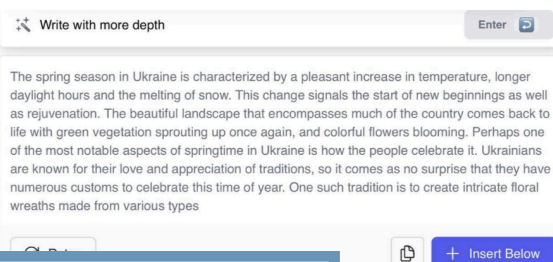 Write with more depth
Enter
The spring season in Ukraine is characterized by a pleasant increase in temperature, longer
daylight hours and the melting of snow. This change signals the start of new beginnings as well
as rejuvenation. The beautiful landscape that encompasses much of the country comes back to
life with green vegetation sprouting up once again, and colorful flowers blooming. Perhaps one
of the most notable aspects of springtime in Ukraine is how the people celebrate it. Ukrainians
are known for their love and appreciation of traditions, so it comes as no surprise that they have
numerous customs to celebrate this time of year. One such tradition is to create intricate floral
wreaths made from various types
+ Insert Below